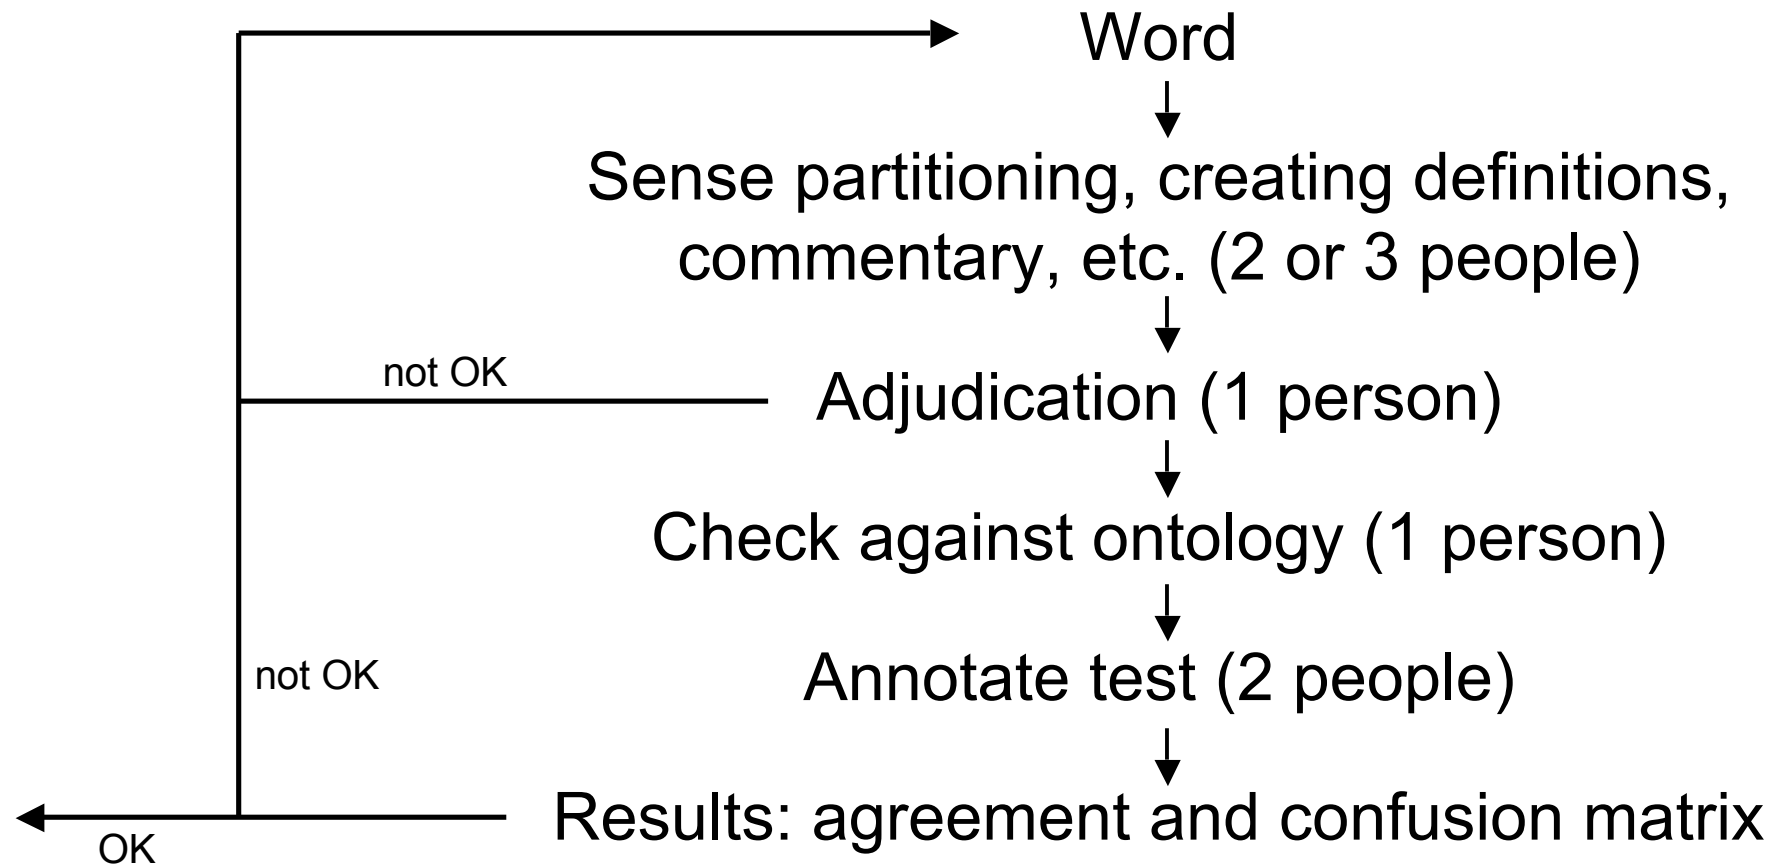 Word
Sense partitioning, creating definitions,
commentary, etc. (2 or 3 people)
not OK
Adjudication (1 person)
Check against ontology (1 person)
not OK
Annotate test (2 people)
Results: agreement and confusion matrix
OK